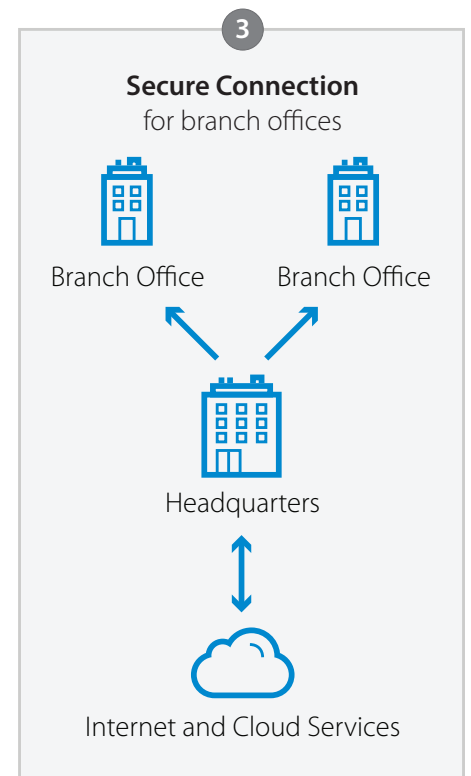 3
Secure Connection
for branch offices
Branch Office
Branch Office
Headquarters
Internet and Cloud Services